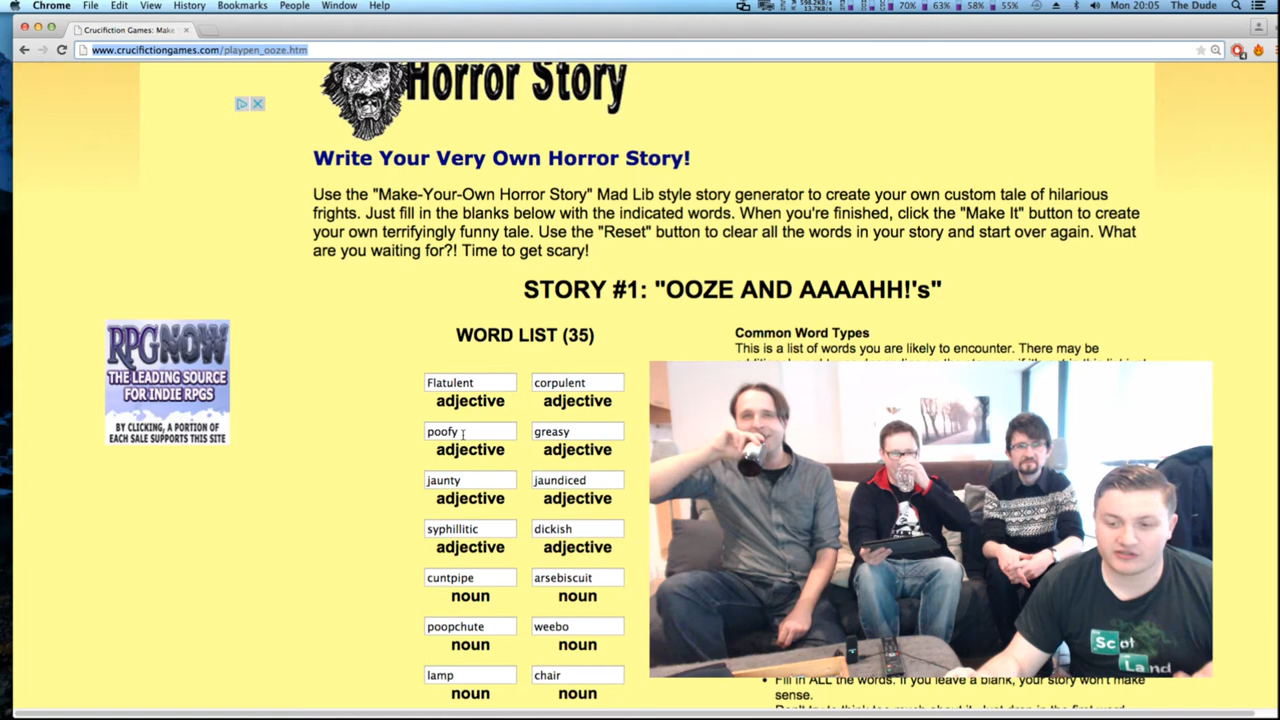 Chrome File Edit View History Bookmarks People Window Help
70% 63% 58% 55% Mon 20:05 The Dude
Crucifiction Games: Make
www.crucifictiongames.com/playpen_ooze.htm
Horror Story
Write Your Very Own Horror Story!
Use the "Make-Your-Own Horror Story" Mad Lib style story generator to create your own custom tale of hilarious
frights. Just fill in the blanks below with the indicated words. When you're finished, click the "Make It" button to create
your own terrifyingly funny tale. Use the "Reset" button to clear all the words in your story and start over again. What
are you waiting for?! Time to get scary!
STORY #1: "OOZE AND AAAAHH!'s"
RPGNOW
THE LEADING SOURCE
FOR INDIE RPGS
BY CLICKING, A PORTION OF
EACH SALE SUPPORTS THIS SITE
WORD LIST (35)
Flatulent corpulent
adjective adjective
poofy greasy
adjective adjective
jaunty jaundiced
adjective adjective
syphillitic dickish
adjective adjective
cuntpipe arsebiscuit
noun noun
poopchute weebo
noun noun
lamp chair
noun noun
Common Word Types
This is a list of words you are likely to encounter. There may be
Scot
Land
Fill in ALL the words. If you leave a blank, your story won't make
sense.